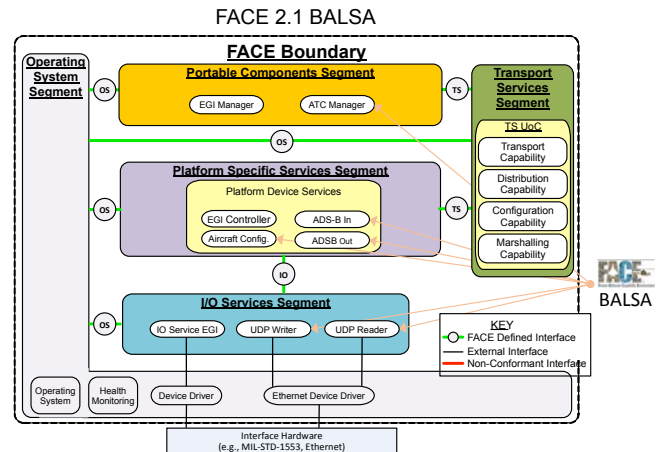 FACE 2.1 BALSA
FACE Boundary
Operating
System
Segment
Portable Components Segment
EGI Manager
ATC Manager
OS
TS
Transport
Services
Segment
TS UoC
Transport
Capability
Distribution
Capability
Configuration
Capability
Marshalling
Capability
OS
Platform Specific Services Segment
Platform Device Services
EGI Controller
ADS-B In
Aircraft Config.
ADSB Out
OS
TS
IO
FACE
BALSA
I/O Services Segment
IO Service EGI
UDP Writer
UDP Reader
OS
KEY
FACE Defined Interface
External Interface
Non-Conformant Interface
Operating
System
Health
Monitoring
Device Driver
Ethernet Device Driver
Interface Hardware
(e.g., MIL-STD-1553, Ethernet)